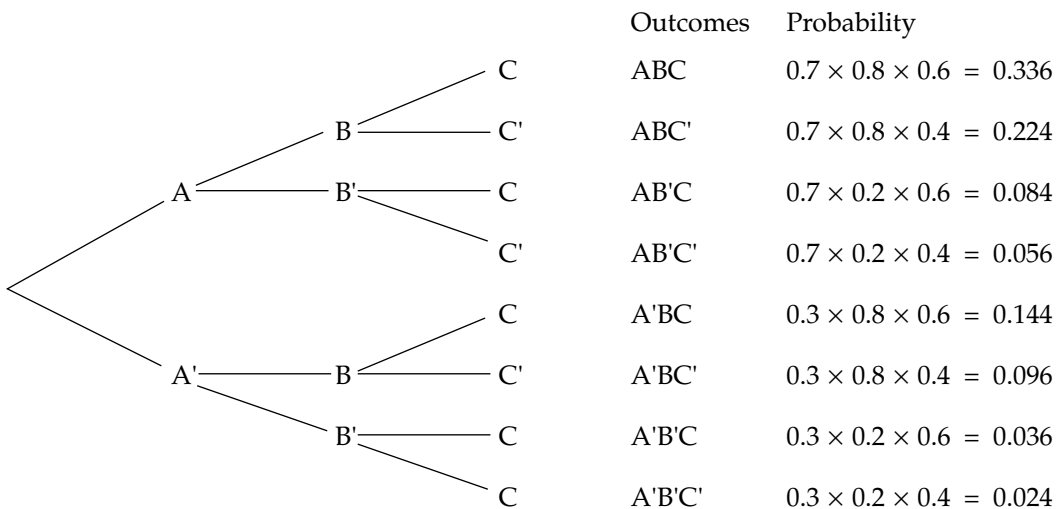 Outcomes Probability
C ABC 0.7 × 0.8 × 0.6 = 0.336
B C' ABC' 0.7 × 0.8 × 0.4 = 0.224
A B' C AB'C 0.7 × 0.2 × 0.6 = 0.084
C' AB'C' 0.7 × 0.2 × 0.4 = 0.056
C A'BC 0.3 × 0.8 × 0.6 = 0.144
A' B C' A'BC' 0.3 × 0.8 × 0.4 = 0.096
B' C A'B'C 0.3 × 0.2 × 0.6 = 0.036
C A'B'C' 0.3 × 0.2 × 0.4 = 0.024